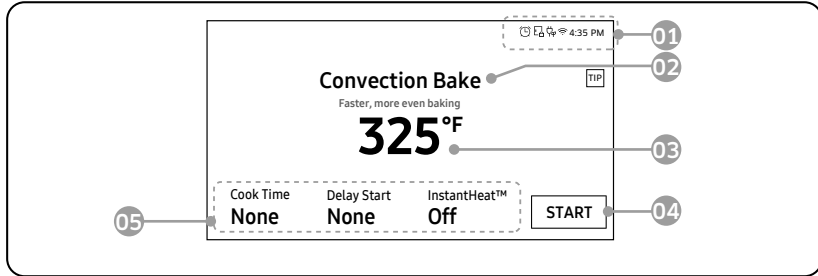 4:35 PM
01
Convection Bake
02
TIP
Faster, more even baking
325°F
03
Cook Time Delay Start InstantHeat™
None None Off
START
04
05